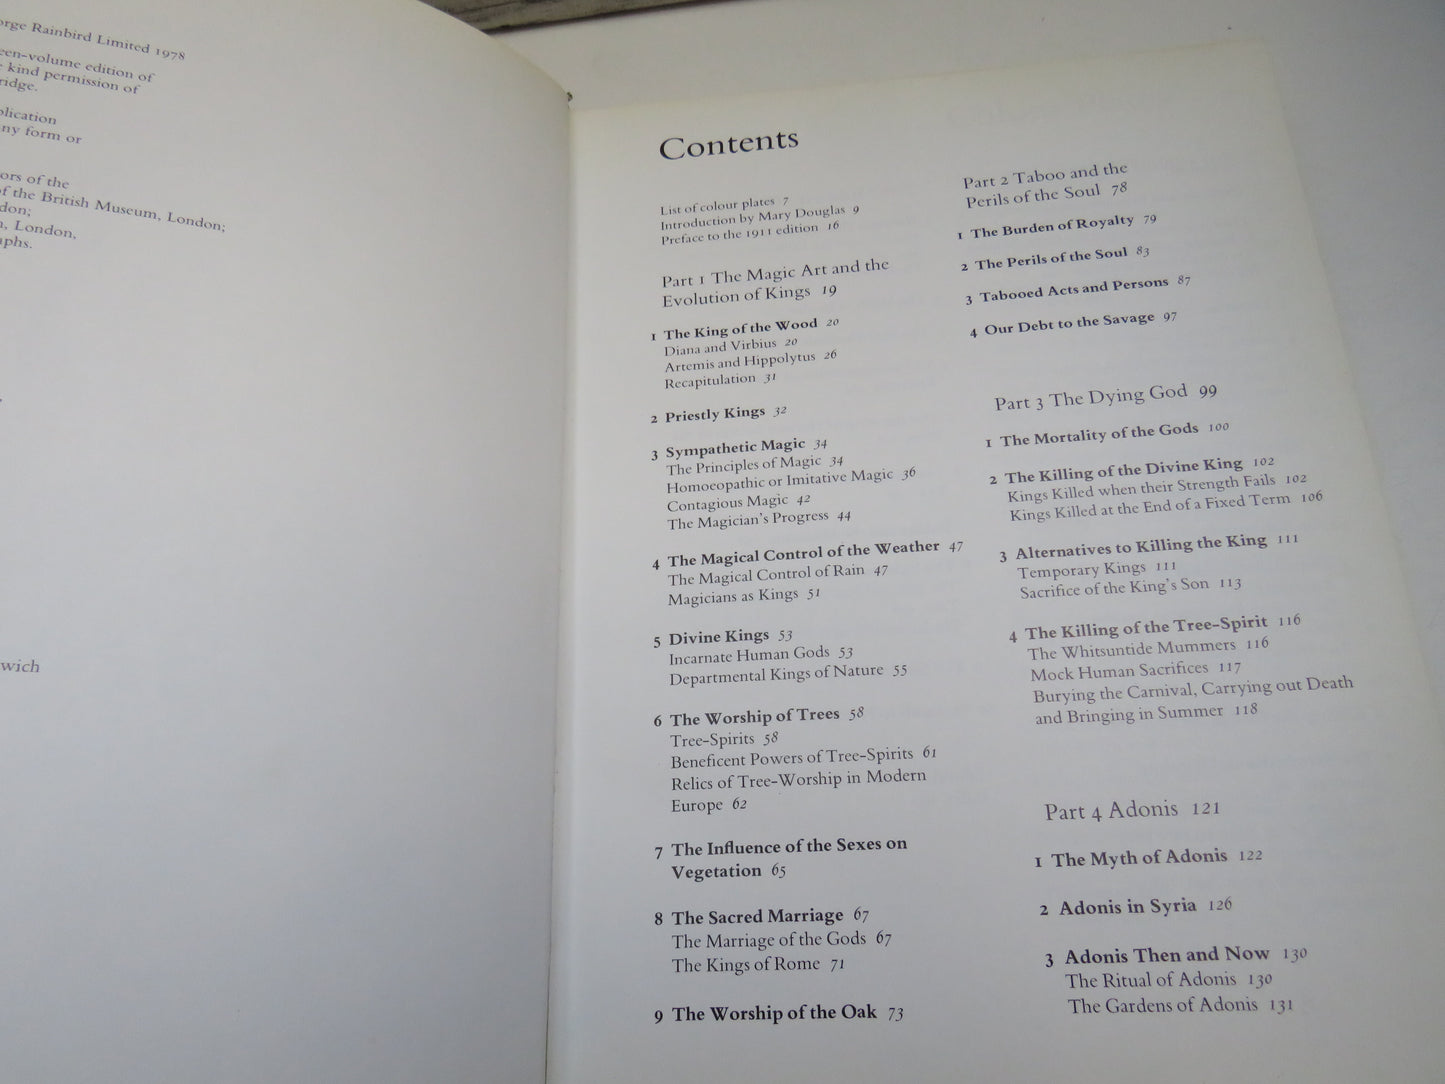 rge Rainbird Limited 1978
een-volume edition of
kind permission of
ridge.
plication
ny form or
ors of the
of the British Museum, London;
don;
, London,
aphs.
wich
Contents
List of colour plates 7
Introduction by Mary Douglas 9
Preface to the 1911 edition 16
Part 1 The Magic Art and the
Evolution of Kings 19
1 The King of the Wood 20
Diana and Virbius 20
Artemis and Hippolytus 26
Recapitulation 31
2 Priestly Kings 32
3 Sympathetic Magic 34
The Principles of Magic 34
Homoeopathic or Imitative Magic 36
Contagious Magic 42
The Magician's Progress 44
4 The Magical Control of the Weather 47
The Magical Control of Rain 47
Magicians as Kings 51
5 Divine Kings 53
Incarnate Human Gods 53
Departmental Kings of Nature 55
6 The Worship of Trees 58
Tree-Spirits 58
Beneficent Powers of Tree-Spirits 61
Relics of Tree-Worship in Modern
Europe 62
7 The Influence of the Sexes on
Vegetation 65
8 The Sacred Marriage 67
The Marriage of the Gods 67
The Kings of Rome 71
9 The Worship of the Oak 73
Part 2 Taboo and the
Perils of the Soul 78
1 The Burden of Royalty 79
2 The Perils of the Soul 83
3 Tabooed Acts and Persons 87
4 Our Debt to the Savage 97
Part 3 The Dying God 99
1 The Mortality of the Gods 100
2 The Killing of the Divine King 102
Kings Killed when their Strength Fails 102
Kings Killed at the End of a Fixed Term 106
3 Alternatives to Killing the King 111
Temporary Kings 111
Sacrifice of the King's Son 113
4 The Killing of the Tree-Spirit 116
The Whitsuntide Mummers 116
Mock Human Sacrifices 117
Burying the Carnival, Carrying out Death
and Bringing in Summer 118
Part 4 Adonis 121
1 The Myth of Adonis 122
2 Adonis in Syria 126
3 Adonis Then and Now 130
The Ritual of Adonis 130
The Gardens of Adonis 131